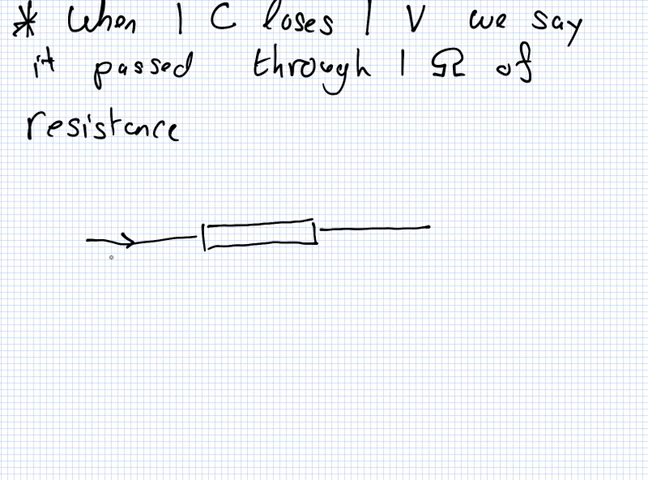 * When 1 C loses 1 V we say
it passed through 1 Ω of
resistance